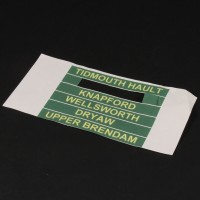 TIDMOUTH HAULT
KNAPFORD
WELLSWORTH
DRYAW
UPPER BRENDAM